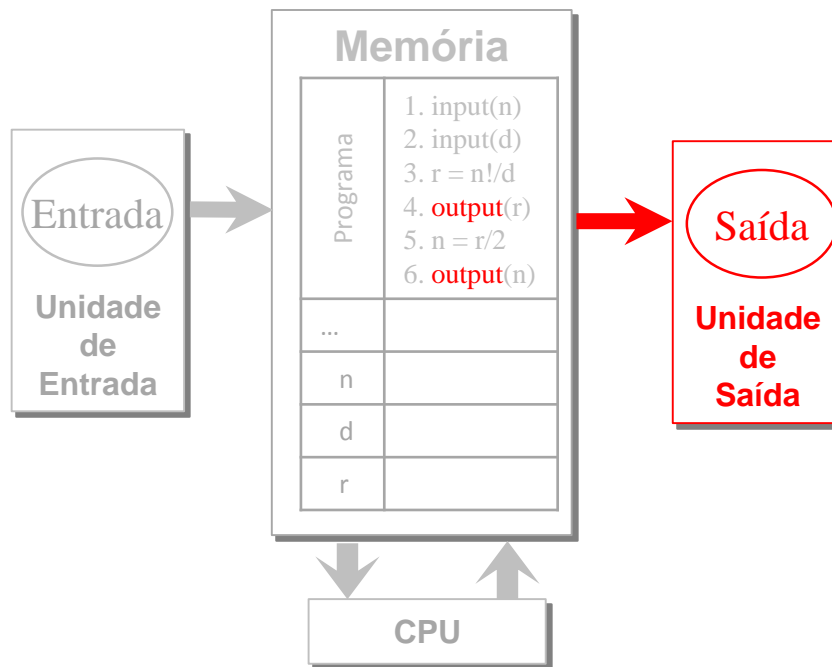 Memória
Programa
1. input(n)
2. input(d)
3. r = n!/d
4. output(r)
5. n = r/2
6. output(n)
...
n
d
r
Entrada
Unidade
de
Entrada
Saída
Unidade
de
Saída
CPU